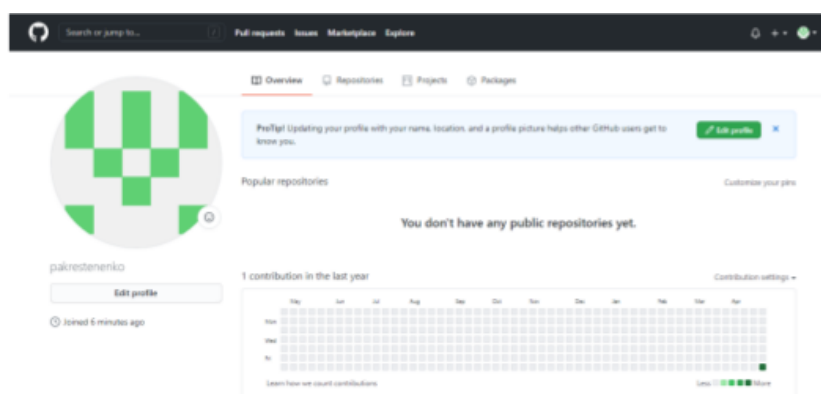 Search or jump to... /
Pull requests Issues Marketplace Explore
Overview Repositories Projects Packages
ProTip! Updating your profile with your name, location, and a profile picture helps other GitHub users get to
know you.
Edit profile
Popular repositories
Customize your pins
You don't have any public repositories yet.
pakrestenenko
Edit profile
Joined 6 minutes ago
1 contribution in the last year
Contribution settings
May Jun Jul Aug Sep Oct Nov Dec Jan Feb Mar Apr
Mon
Wed
Fri
Learn how we count contributions
Less More